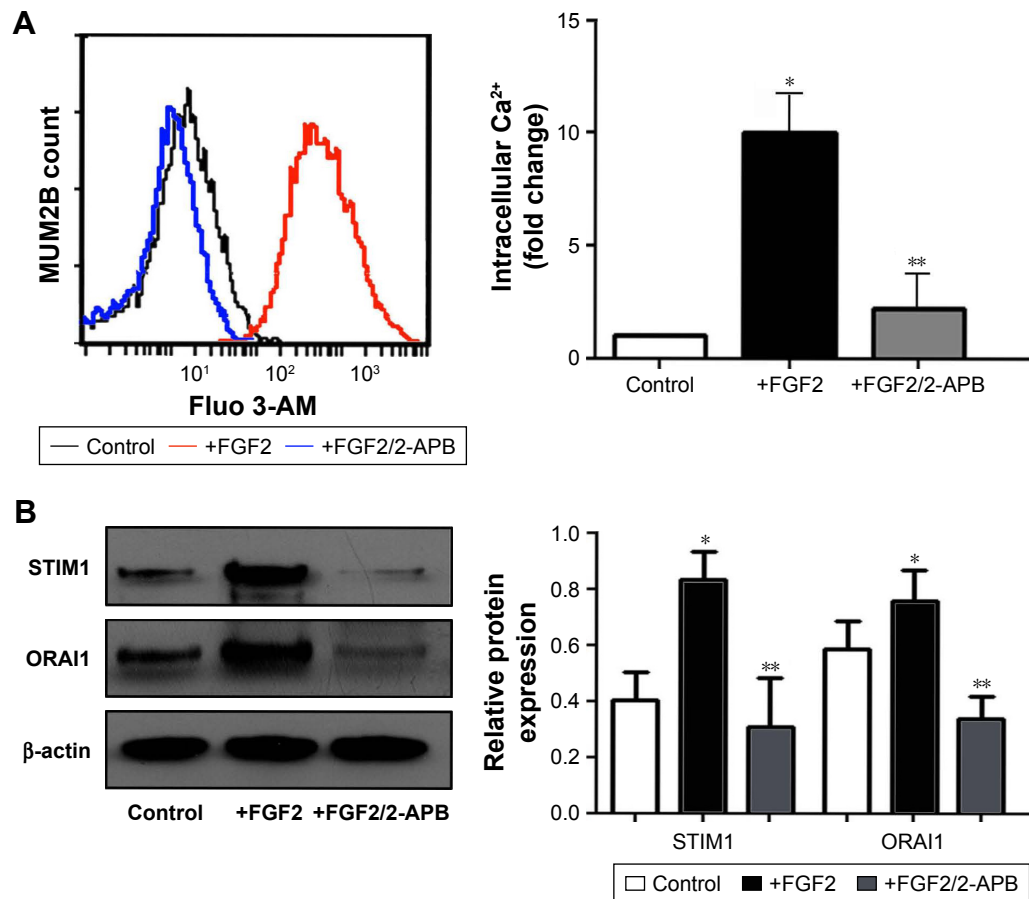 A
MUM2B count
10¹ 10² 10³
Fluo 3-AM
Control +FGF2 +FGF2/2-APB
Intracellular Ca²⁺
(fold change)
15
10
5
0
*
**
Control +FGF2 +FGF2/2-APB
B
STIM1
ORAI1
β-actin
Control +FGF2 +FGF2/2-APB
Relative protein
expression
1.0
0.8
0.6
0.4
0.2
0.0
*
**
*
**
STIM1 ORAI1
Control +FGF2 +FGF2/2-APB